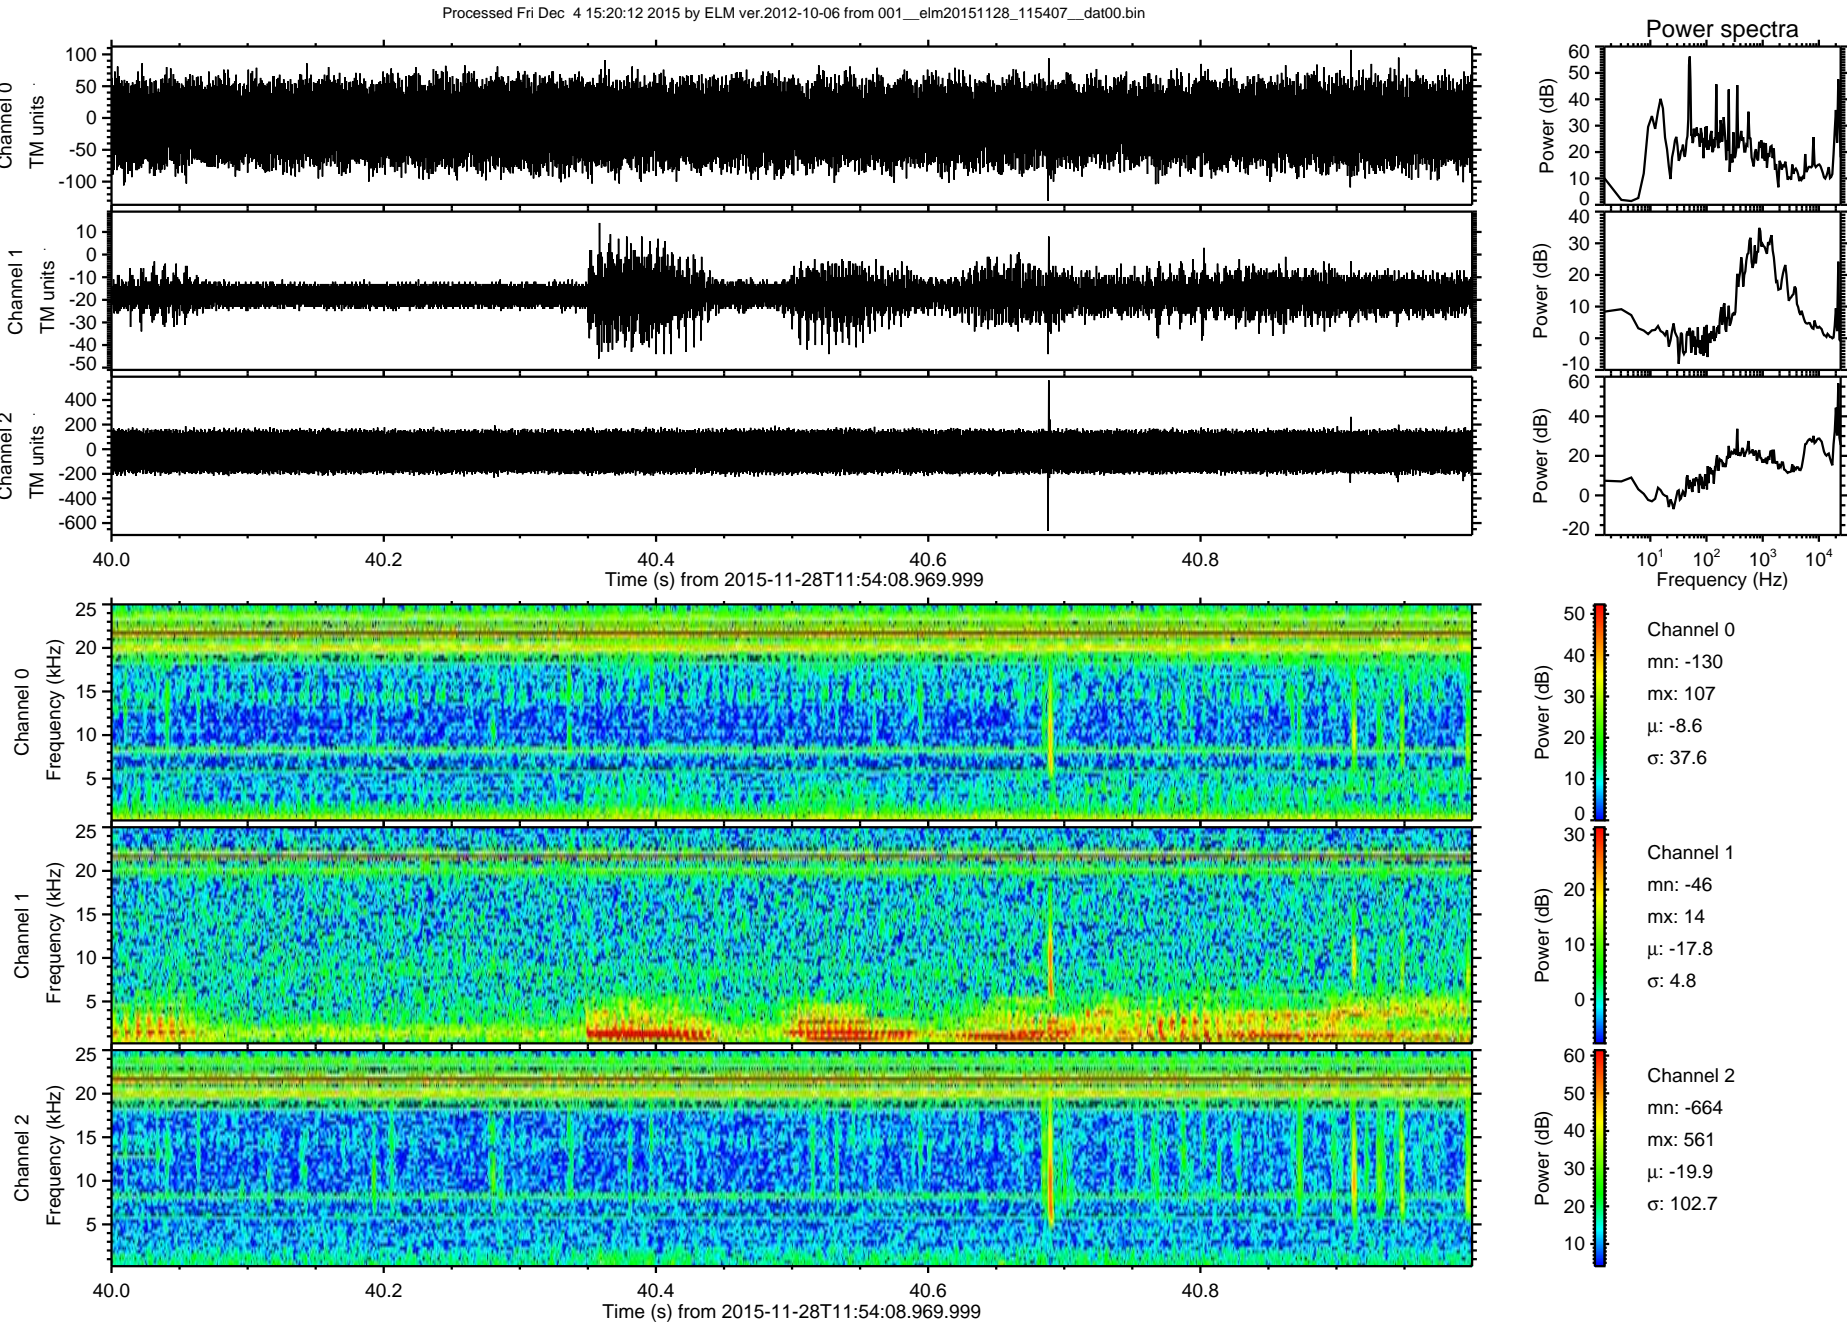 Processed Fri Dec  4 15:20:12 2015 by ELM ver.2012-10-06 from 001__elm20151128_115407__dat00.bin
Power spectra
Channel 0
TM units
100
50
0
-50
-100
Power (dB)
60
50
40
30
20
10
0
Channel 1
TM units
10
0
-10
-20
-30
-40
-50
Power (dB)
40
30
20
10
0
-10
Channel 2
TM units
400
200
0
-200
-400
-600
Power (dB)
60
40
20
0
-20
40.0 40.2 40.4 40.6 40.8
Time (s) from 2015-11-28T11:54:08.969.999
10¹ 10² 10³ 10⁴
Frequency (Hz)
Channel 0
Frequency (kHz)
25
20
15
10
5
Power (dB)
50
40
30
20
10
0
Channel 0
mn: -130
mx: 107
μ: -8.6
σ: 37.6
Channel 1
Frequency (kHz)
25
20
15
10
5
Power (dB)
30
20
10
0
Channel 1
mn: -46
mx: 14
μ: -17.8
σ: 4.8
Channel 2
Frequency (kHz)
25
20
15
10
5
Power (dB)
60
50
40
30
20
10
Channel 2
mn: -664
mx: 561
μ: -19.9
σ: 102.7
40.0 40.2 40.4 40.6 40.8
Time (s) from 2015-11-28T11:54:08.969.999